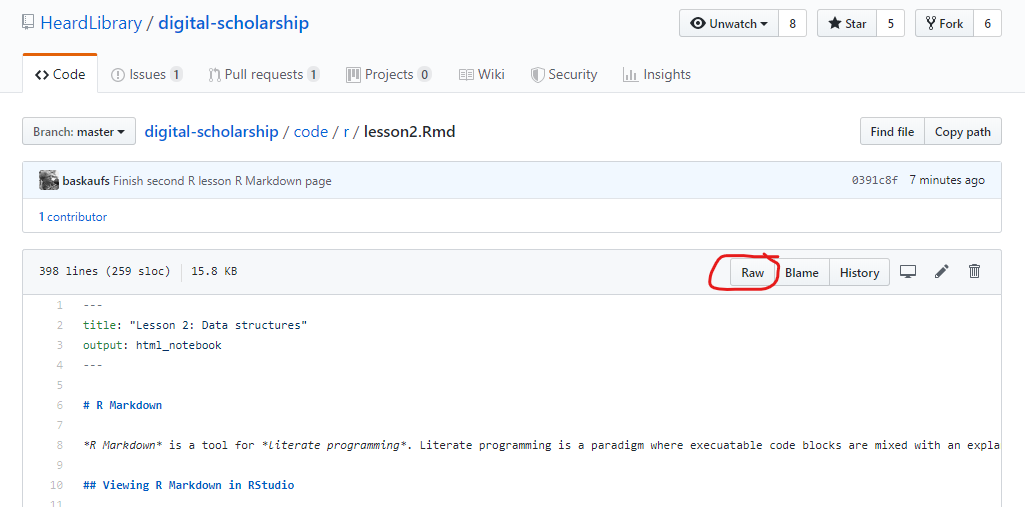 HeardLibrary / digital-scholarship
Unwatch 8 Star 5 Fork 6
Code Issues 1 Pull requests 1 Projects 0 Wiki Security Insights
Branch: master digital-scholarship / code / r / lesson2.Rmd Find file Copy path
baskaufs Finish second R lesson R Markdown page 0391c8f 7 minutes ago
1 contributor
398 lines (259 sloc) 15.8 KB Raw Blame History
1 ---
2 title: "Lesson 2: Data structures"
3 output: html_notebook
4 ---
5
6 # R Markdown
7
8 *R Markdown* is a tool for *literate programming*. Literate programming is a paradigm where execuatable code blocks are mixed with an expla
9
10 ## Viewing R Markdown in RStudio
11